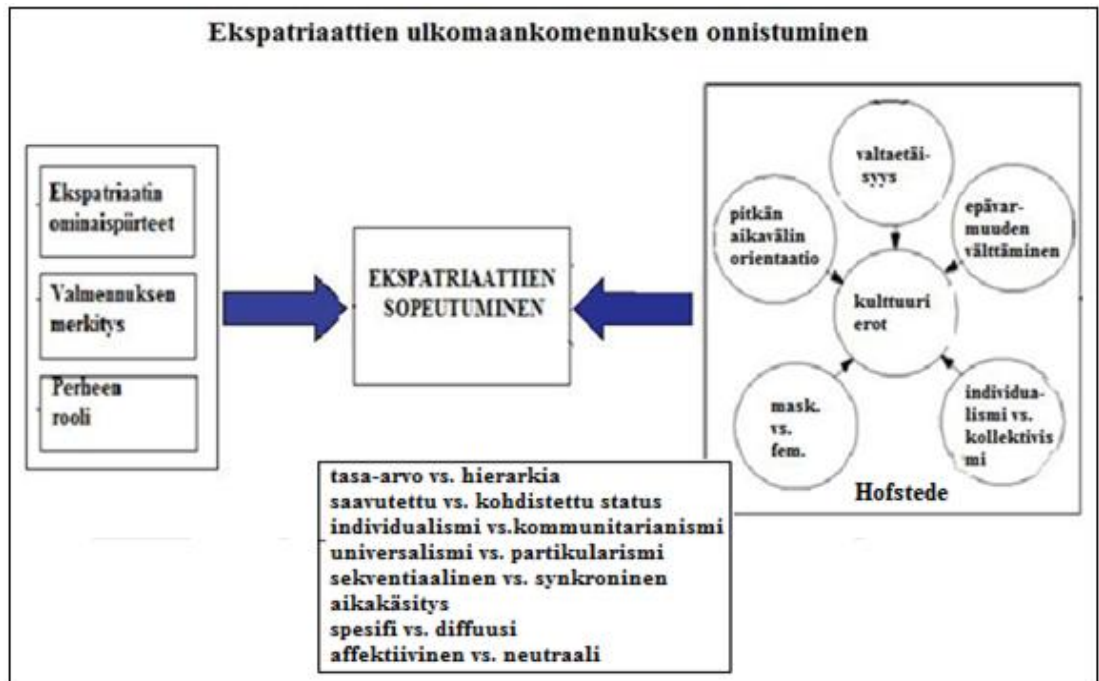 Ekspatriaattien ulkomaankomennuksen onnistuminen
Ekspatriaatin
ominaispiirteet
Valmennuksen
merkitys
Perheen
rooli
EKSPATRIAATTIEN
SOPEUTUMINEN
valtaetäi-
syys
pitkän
aikavälin
orientaatio
epävar-
muuden
välttäminen
kulttuuri
erot
mask.
vs.
fem.
individua-
lismi vs.
kollektivis
mi
Hofstede
tasa-arvo vs. hierarkia
saavutettu vs. kohdistettu status
individualismi vs.kommunitarianismi
universalismi vs. partikularismi
sekventiaalinen vs. synkroninen
aikakäsitys
spesifi vs. diffuusi
affektiivinen vs. neutraali